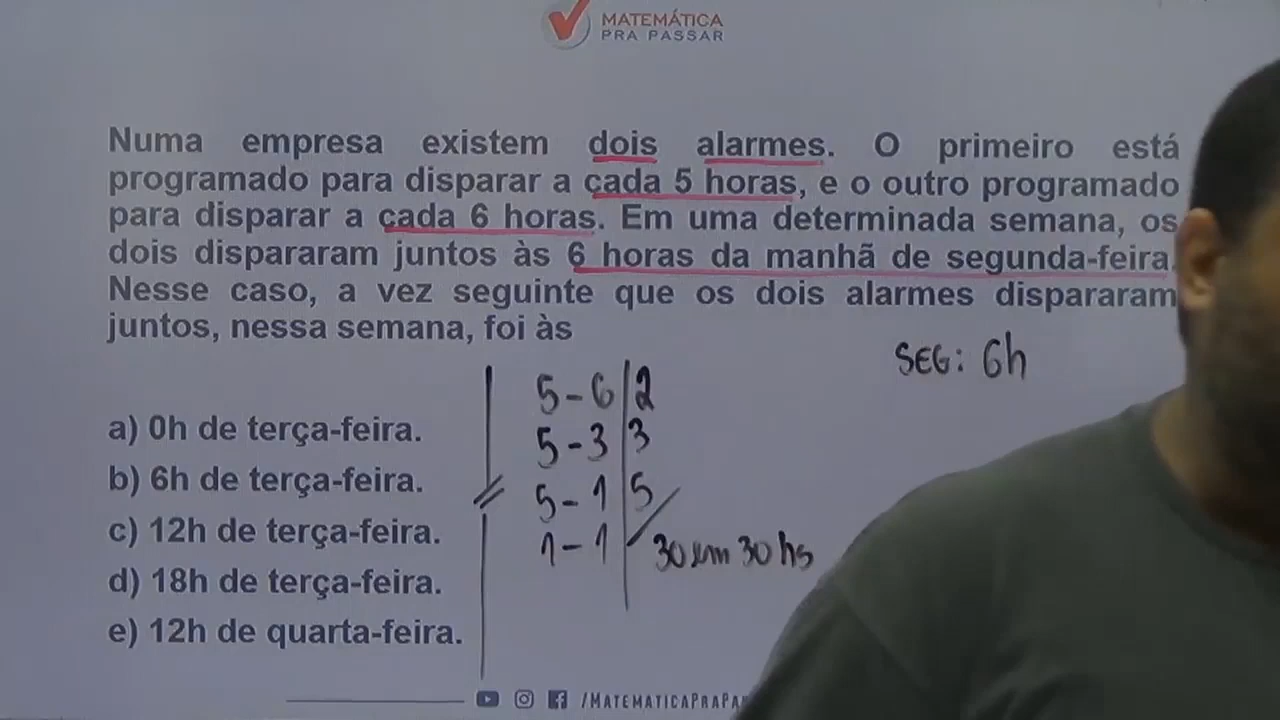 MATEMÁTICA
PRA PASSAR
Numa empresa existem dois alarmes. O primeiro está
programado para disparar a cada 5 horas, e o outro programado
para disparar a cada 6 horas. Em uma determinada semana, os
dois dispararam juntos às 6 horas da manhã de segunda-feira.
Nesse caso, a vez seguinte que os dois alarmes dispararam
juntos, nessa semana, foi às
SEG: 6h
a) 0h de terça-feira.
b) 6h de terça-feira.
c) 12h de terça-feira.
d) 18h de terça-feira.
e) 12h de quarta-feira.
5-6|2
5-3|3
5-1|5
1-1
30 em 30 hs
/MATEMATICAPRAPA